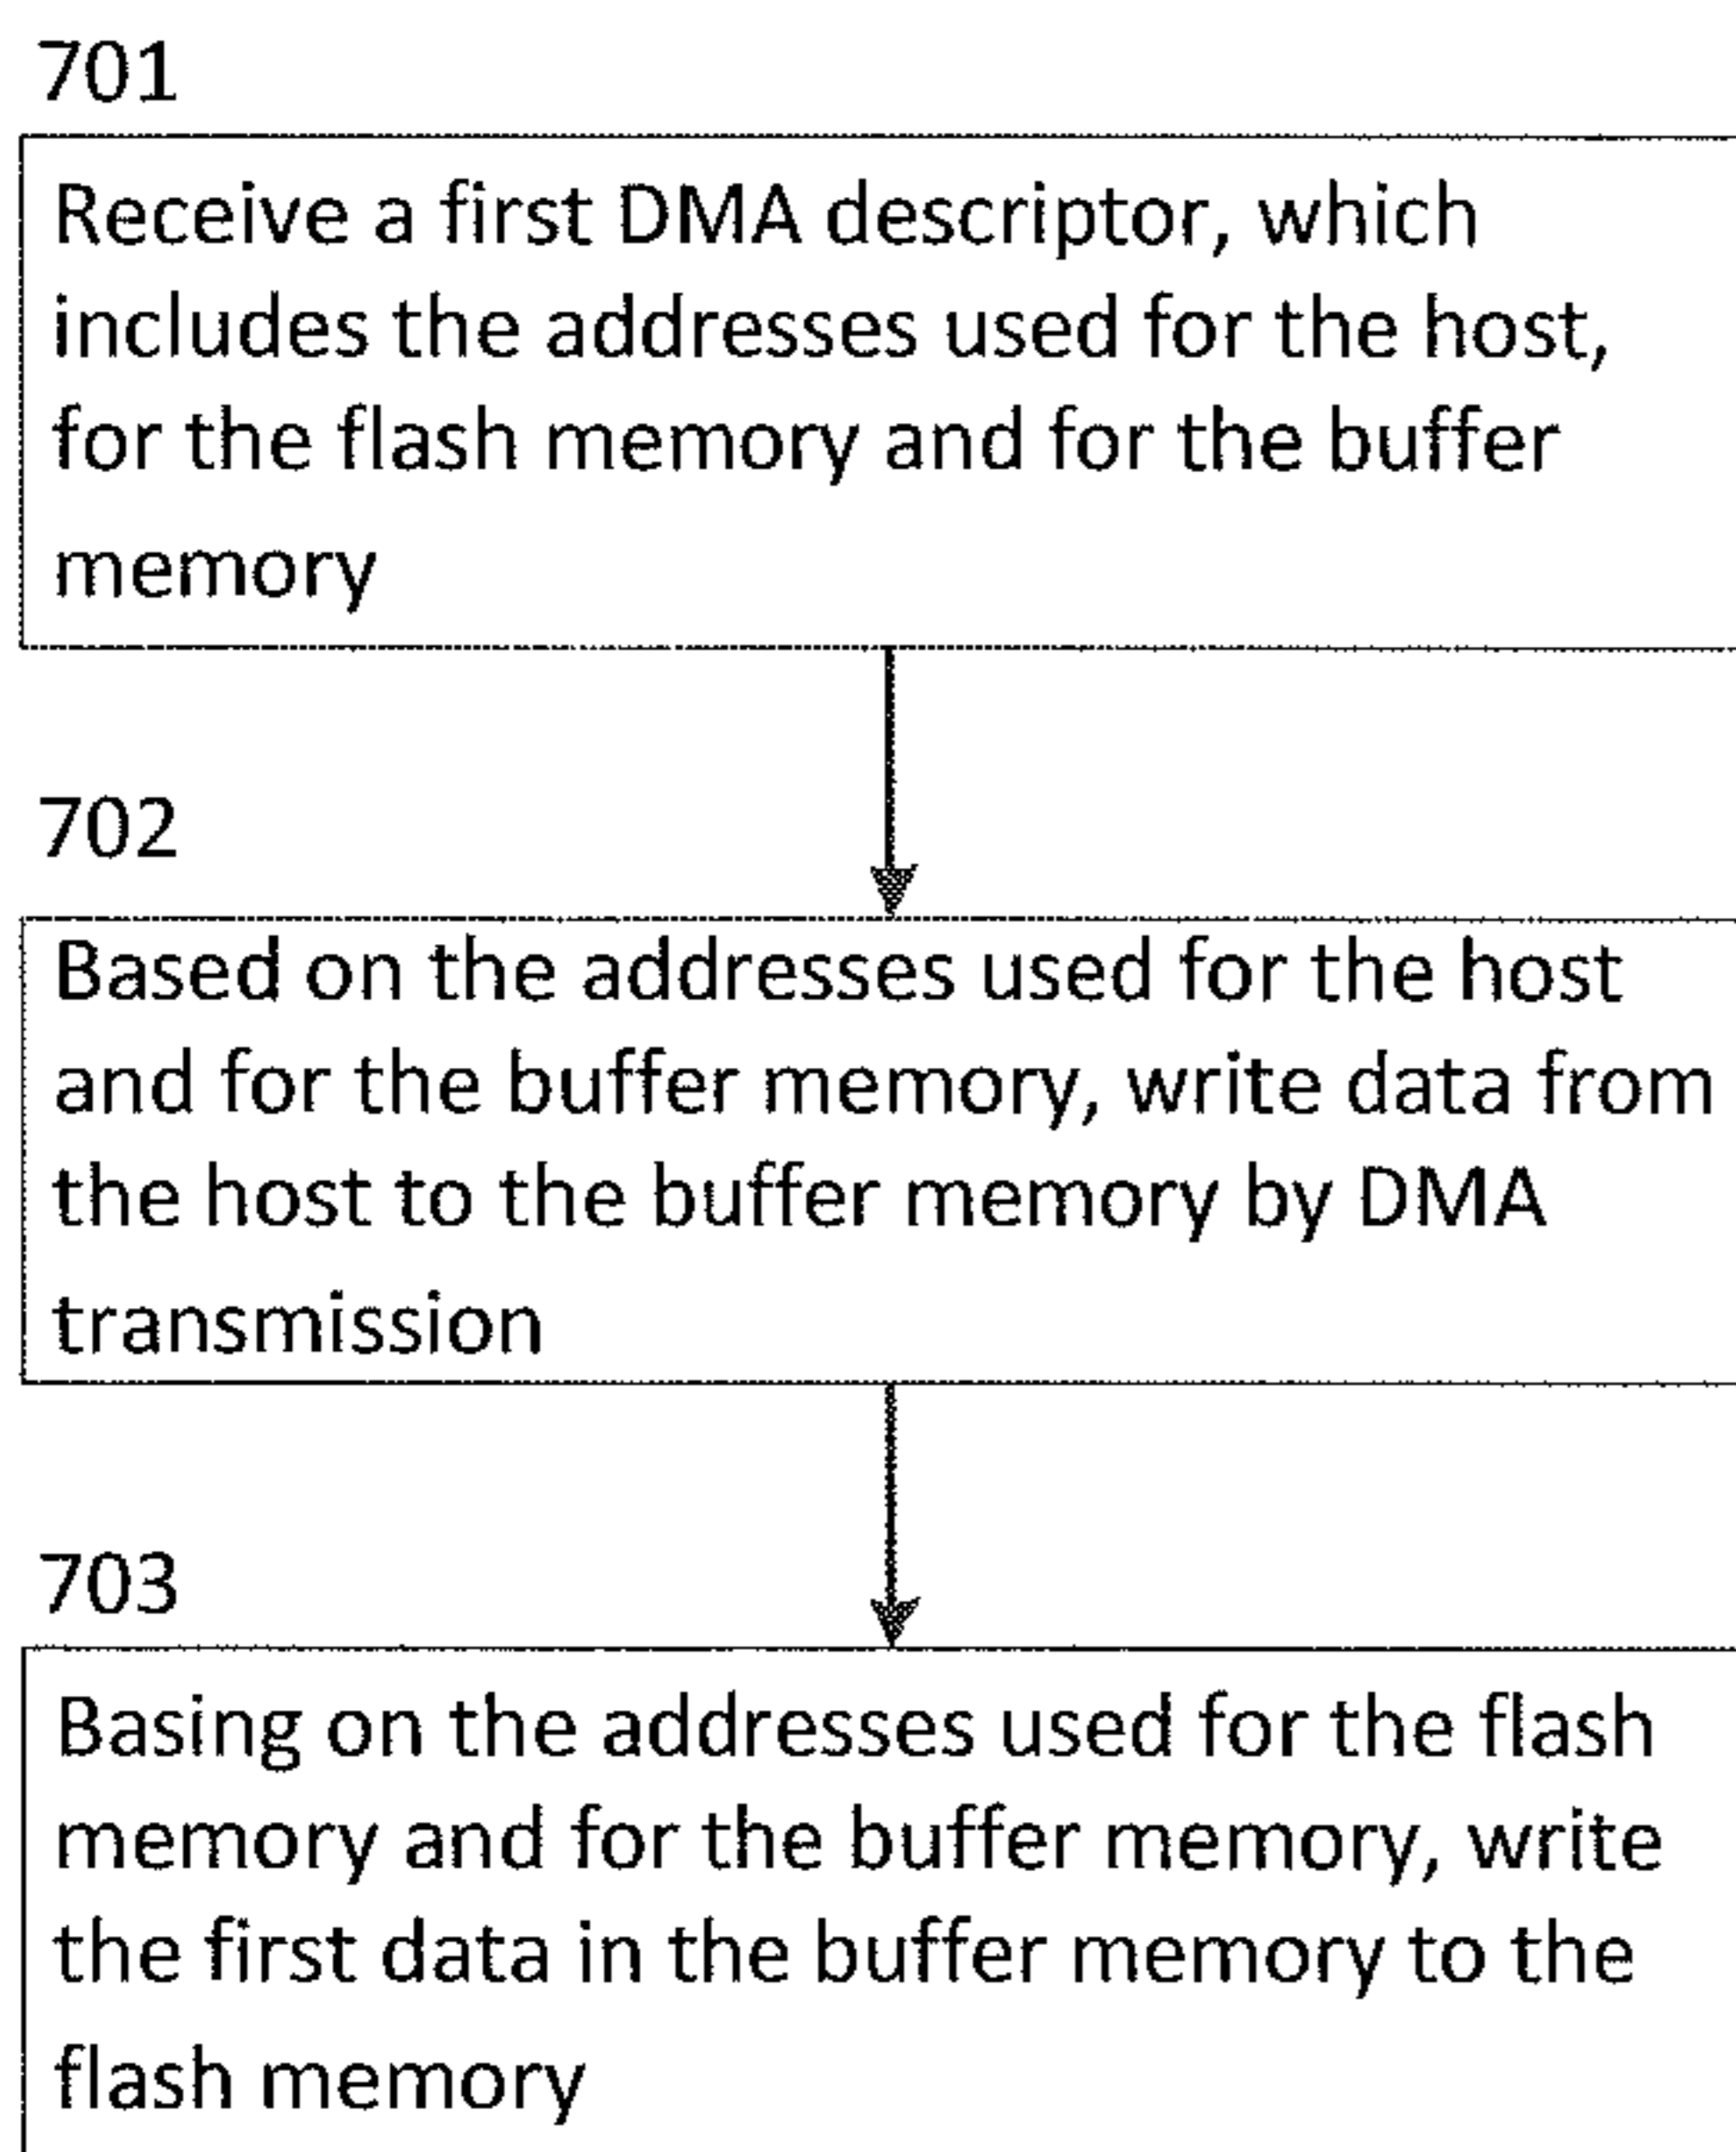 701
Receive a first DMA descriptor, which
includes the addresses used for the host,
for the flash memory and for the buffer
memory
702
Based on the addresses used for the host
and for the buffer memory, write data from
the host to the buffer memory by DMA
transmission
703
Basing on the addresses used for the flash
memory and for the buffer memory, write
the first data in the buffer memory to the
flash memory